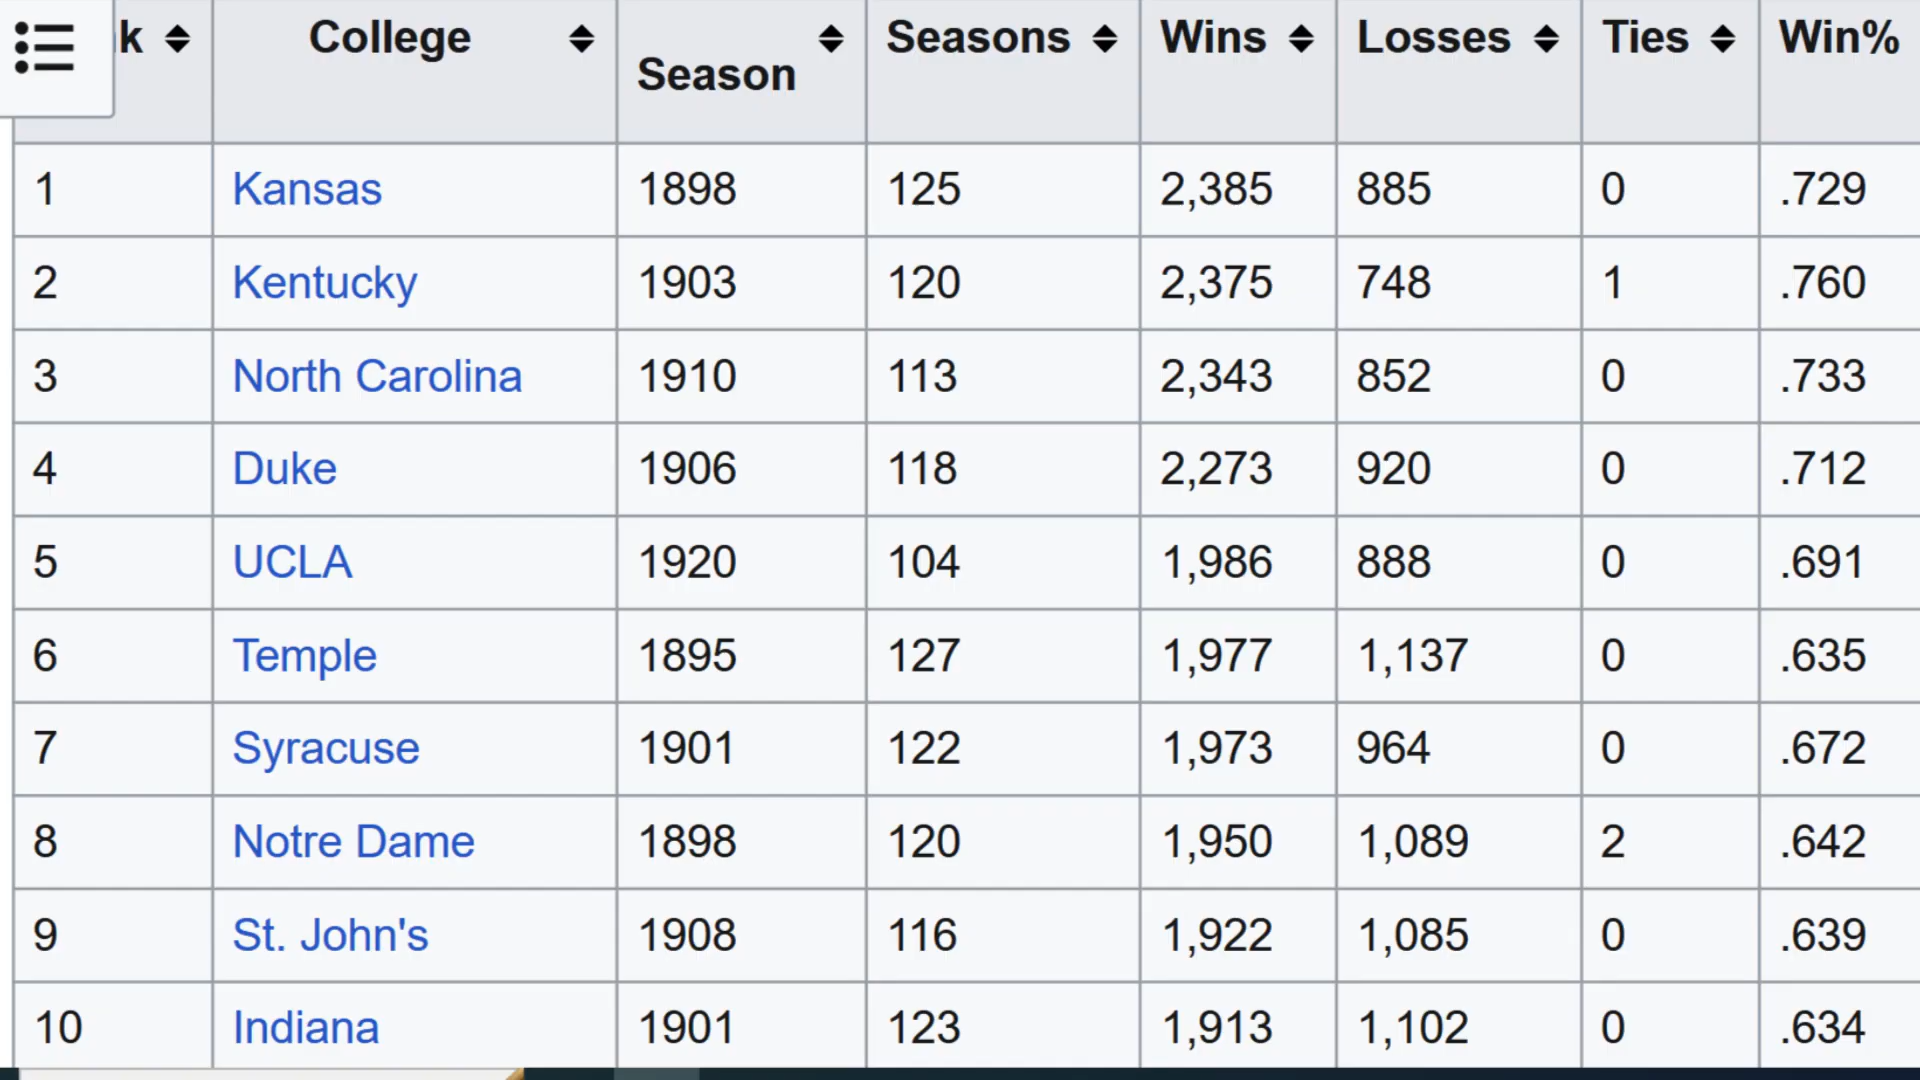 k College Season Seasons Wins Losses Ties Win%
1 Kansas 1898 125 2,385 885 0 .729
2 Kentucky 1903 120 2,375 748 1 .760
3 North Carolina 1910 113 2,343 852 0 .733
4 Duke 1906 118 2,273 920 0 .712
5 UCLA 1920 104 1,986 888 0 .691
6 Temple 1895 127 1,977 1,137 0 .635
7 Syracuse 1901 122 1,973 964 0 .672
8 Notre Dame 1898 120 1,950 1,089 2 .642
9 St. John's 1908 116 1,922 1,085 0 .639
10 Indiana 1901 123 1,913 1,102 0 .634